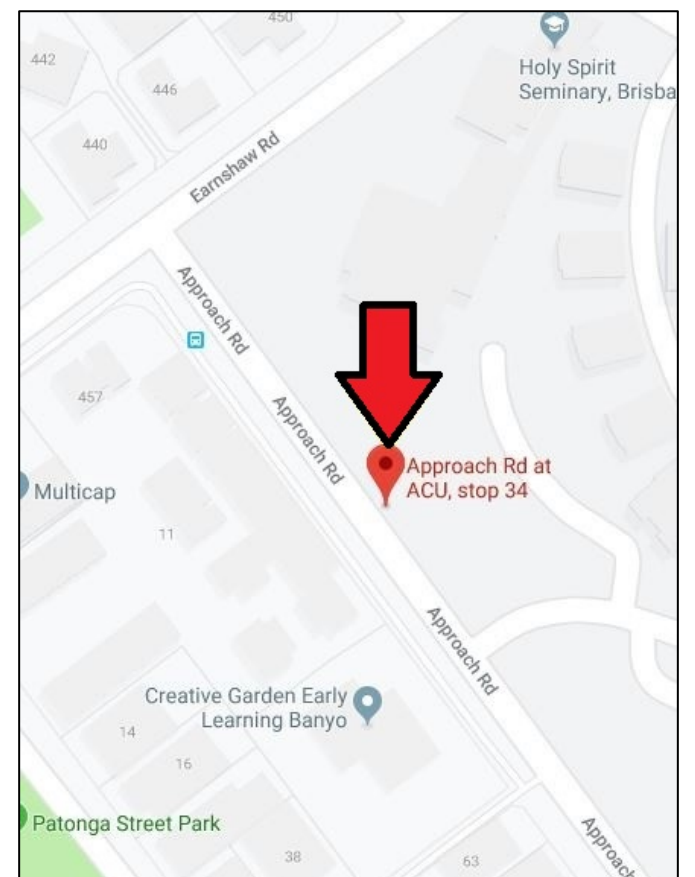 450
442
Holy Spirit
Seminary, Brisba
446
440
Earnshaw Rd
Approach Rd
457
Approach Rd
Approach Rd at
ACU, stop 34
Multicap
11
Approach Rd
Creative Garden Early
Learning Banyo
14
16
Patonga Street Park
Approach
38
63